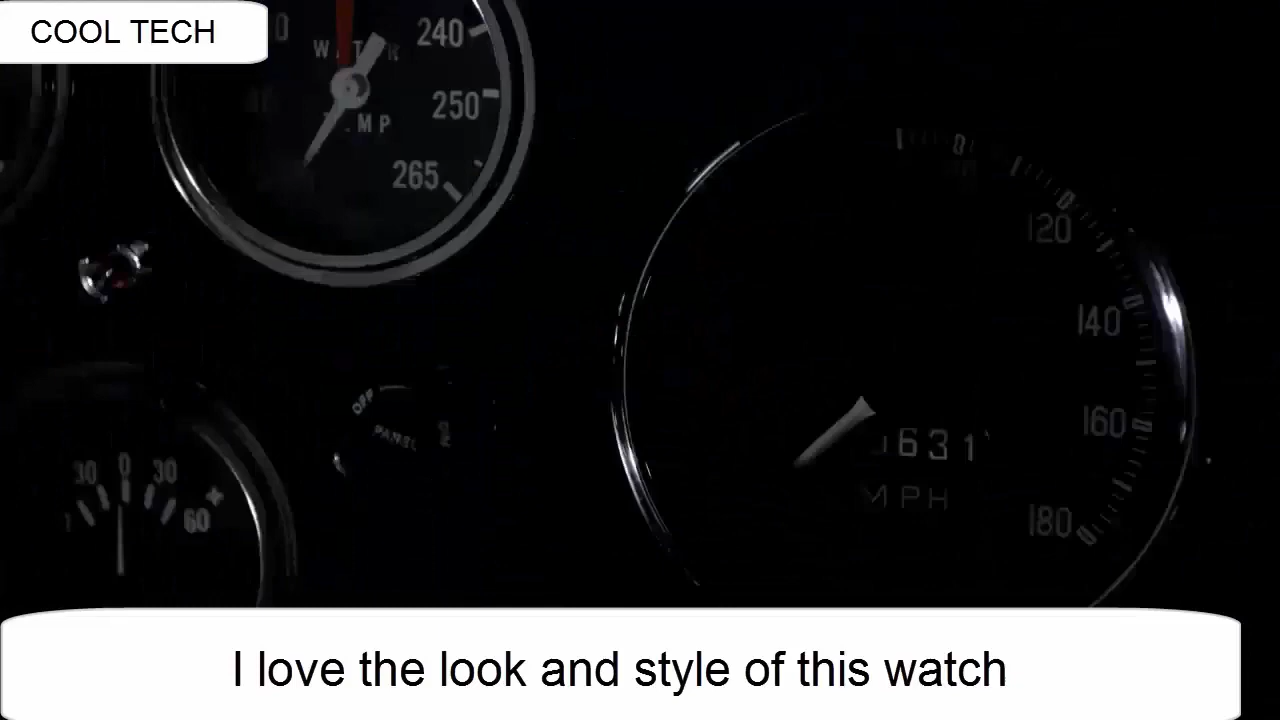 COOL TECH
240
WATER
250
TEMP
265
120
140
OFF
PANEL
160
631
30 0 30
60
MPH
180
I love the look and style of this watch